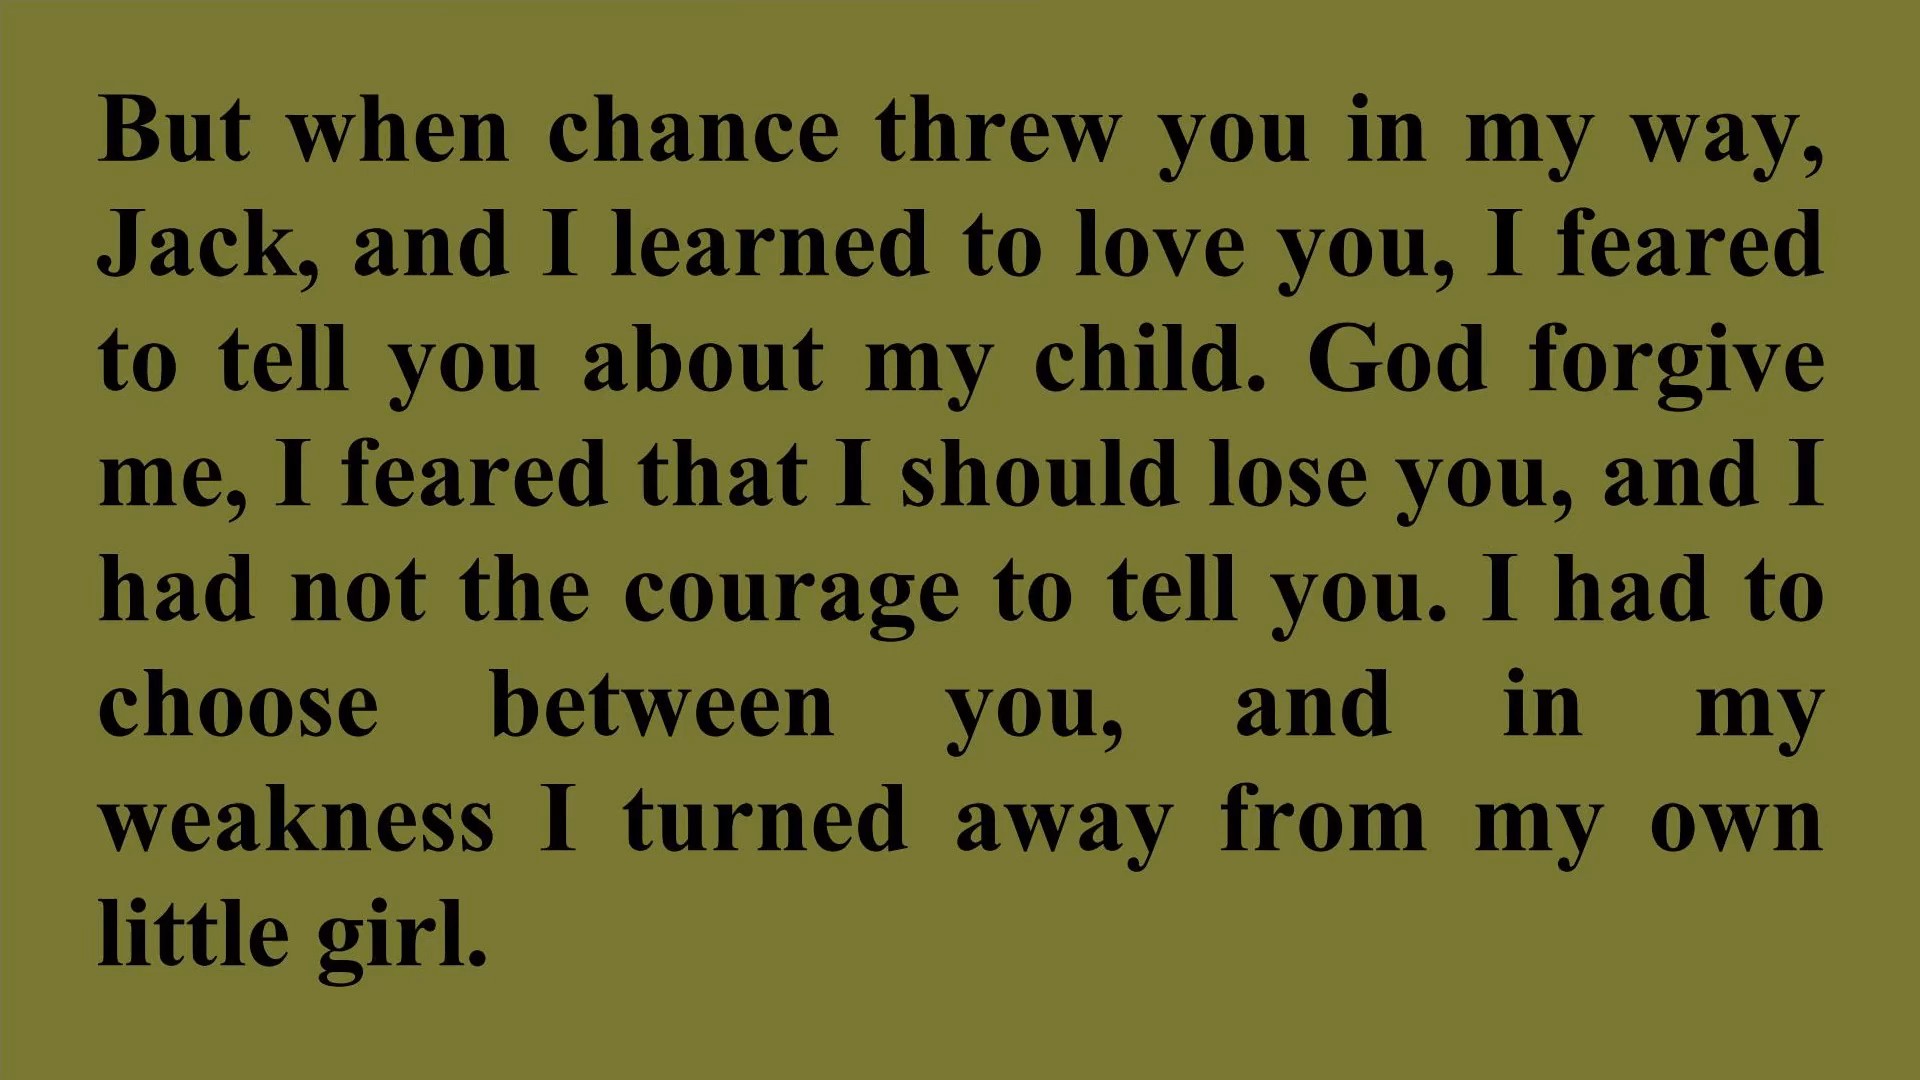 But when chance threw you in my way,
Jack, and I learned to love you, I feared
to tell you about my child. God forgive
me, I feared that I should lose you, and I
had not the courage to tell you. I had to
choose between you, and in my
weakness I turned away from my own
little girl.